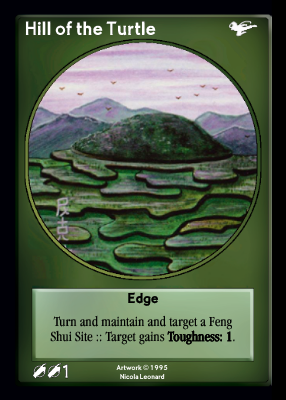 Hill of the Turtle
Edge
Turn and maintain and target a Feng
Shui Site :: Target gains Toughness: 1.
1
Artwork © 1995
Nicola Leonard